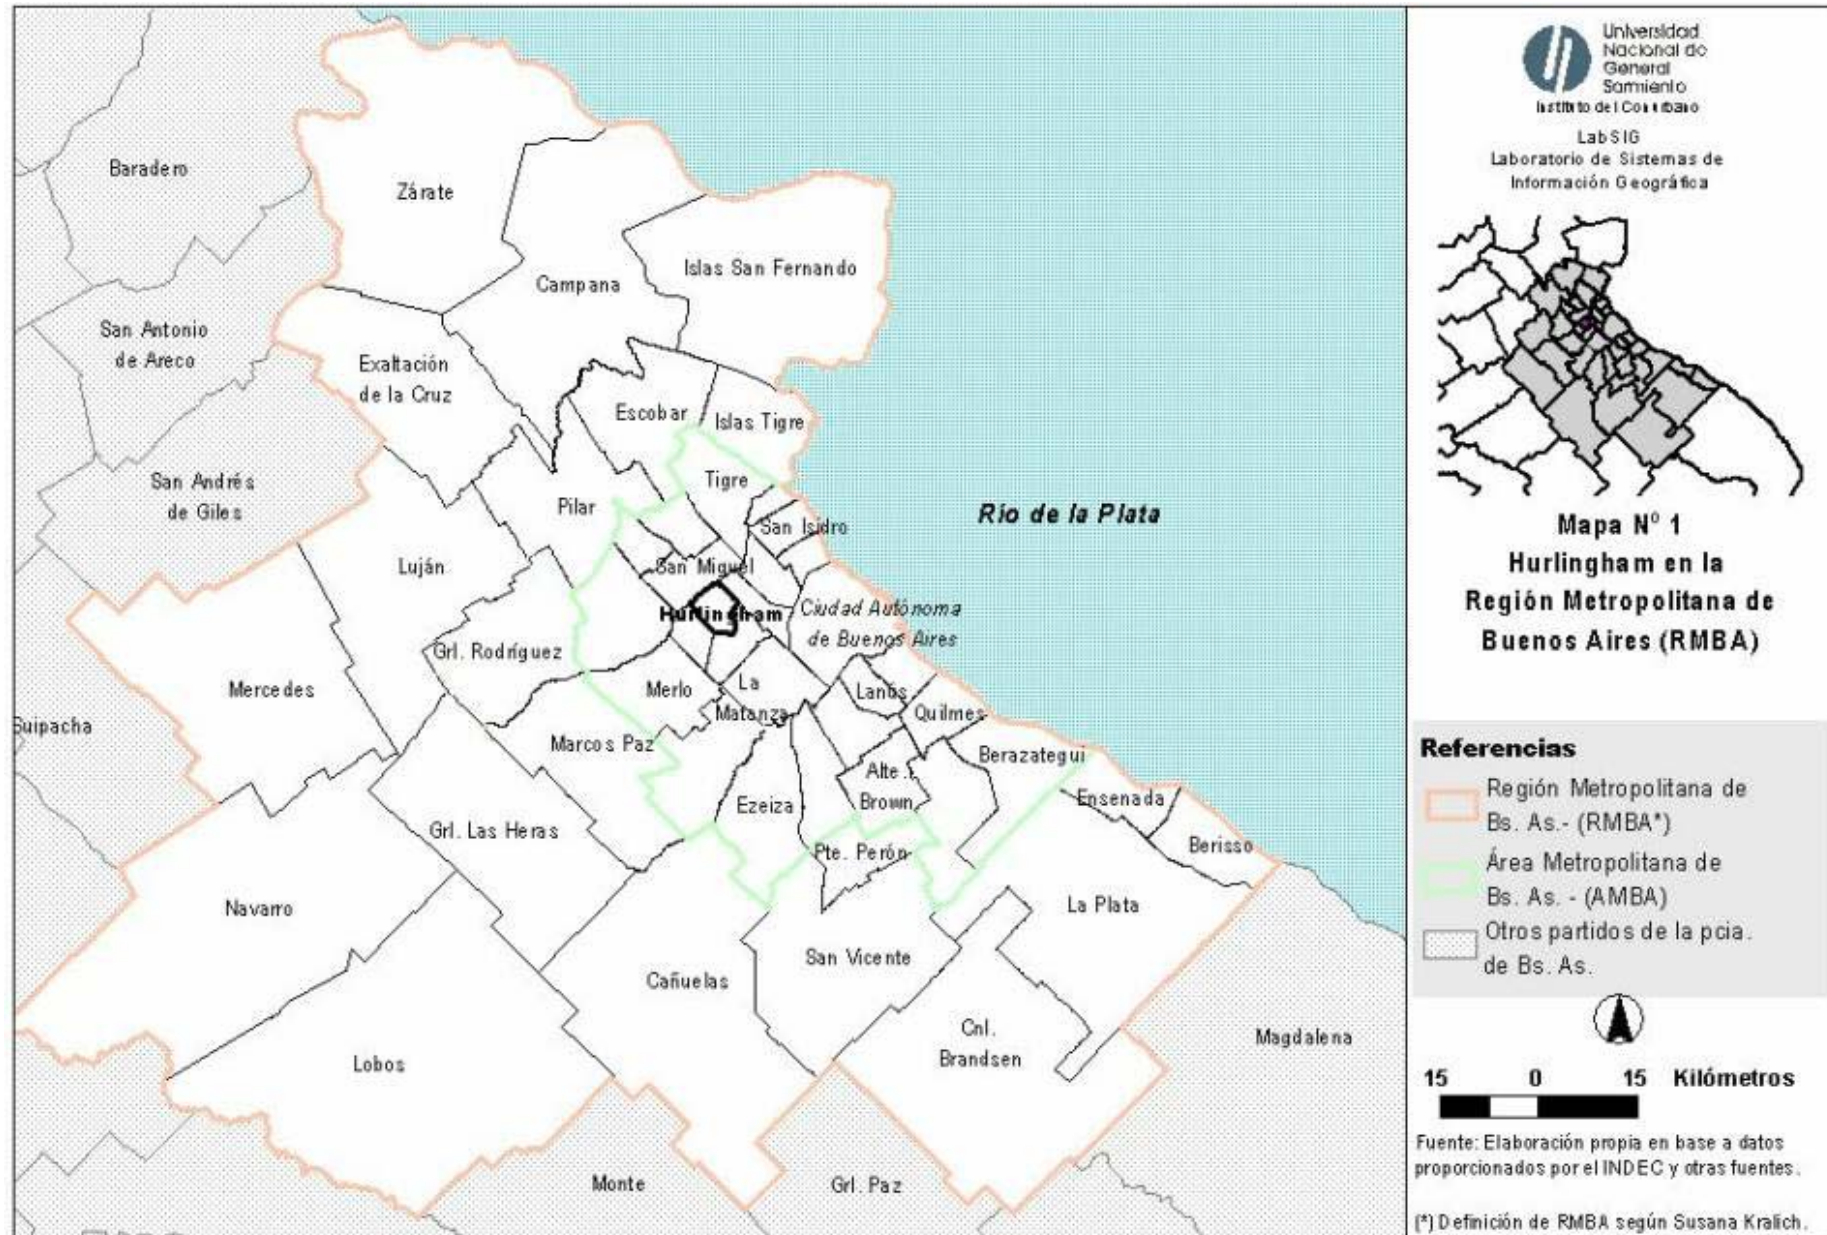 Baradero
Zárate
Islas San Fernando
Campana
San Antonio
de Areco
Exaltación
de la Cruz
Escobar
Islas Tigre
San Andrés
de Giles
Tigre
Pilar
San Isidro
Río de la Plata
Luján
San Miguel
Hurlingham
Ciudad Autónoma
de Buenos Aires
Grl. Rodríguez
Mercedes
Merlo
La
Matanza
Lanús
Quilmes
Suipacha
Marcos Paz
Berazategui
Alte.
Brown
Ezeiza
Ensenada
Grl. Las Heras
Pte. Perón
Berisso
Navarro
La Plata
San Vicente
Cañuelas
Cnl.
Brandsen
Magdalena
Lobos
Monte
Grl. Paz
Universidad
Nacional de
General
Sarmiento
Instituto del Conurbano
LabSIG
Laboratorio de Sistemas de
Información Geográfica
Mapa Nº 1
Hurlingham en la
Región Metropolitana de
Buenos Aires (RMBA)
Referencias
Región Metropolitana de
Bs. As.- (RMBA*)
Área Metropolitana de
Bs. As. - (AMBA)
Otros partidos de la pcia.
de Bs. As.
15 0 15 Kilómetros
Fuente: Elaboración propia en base a datos
proporcionados por el INDEC y otras fuentes.
(*) Definición de RMBA según Susana Kralich.